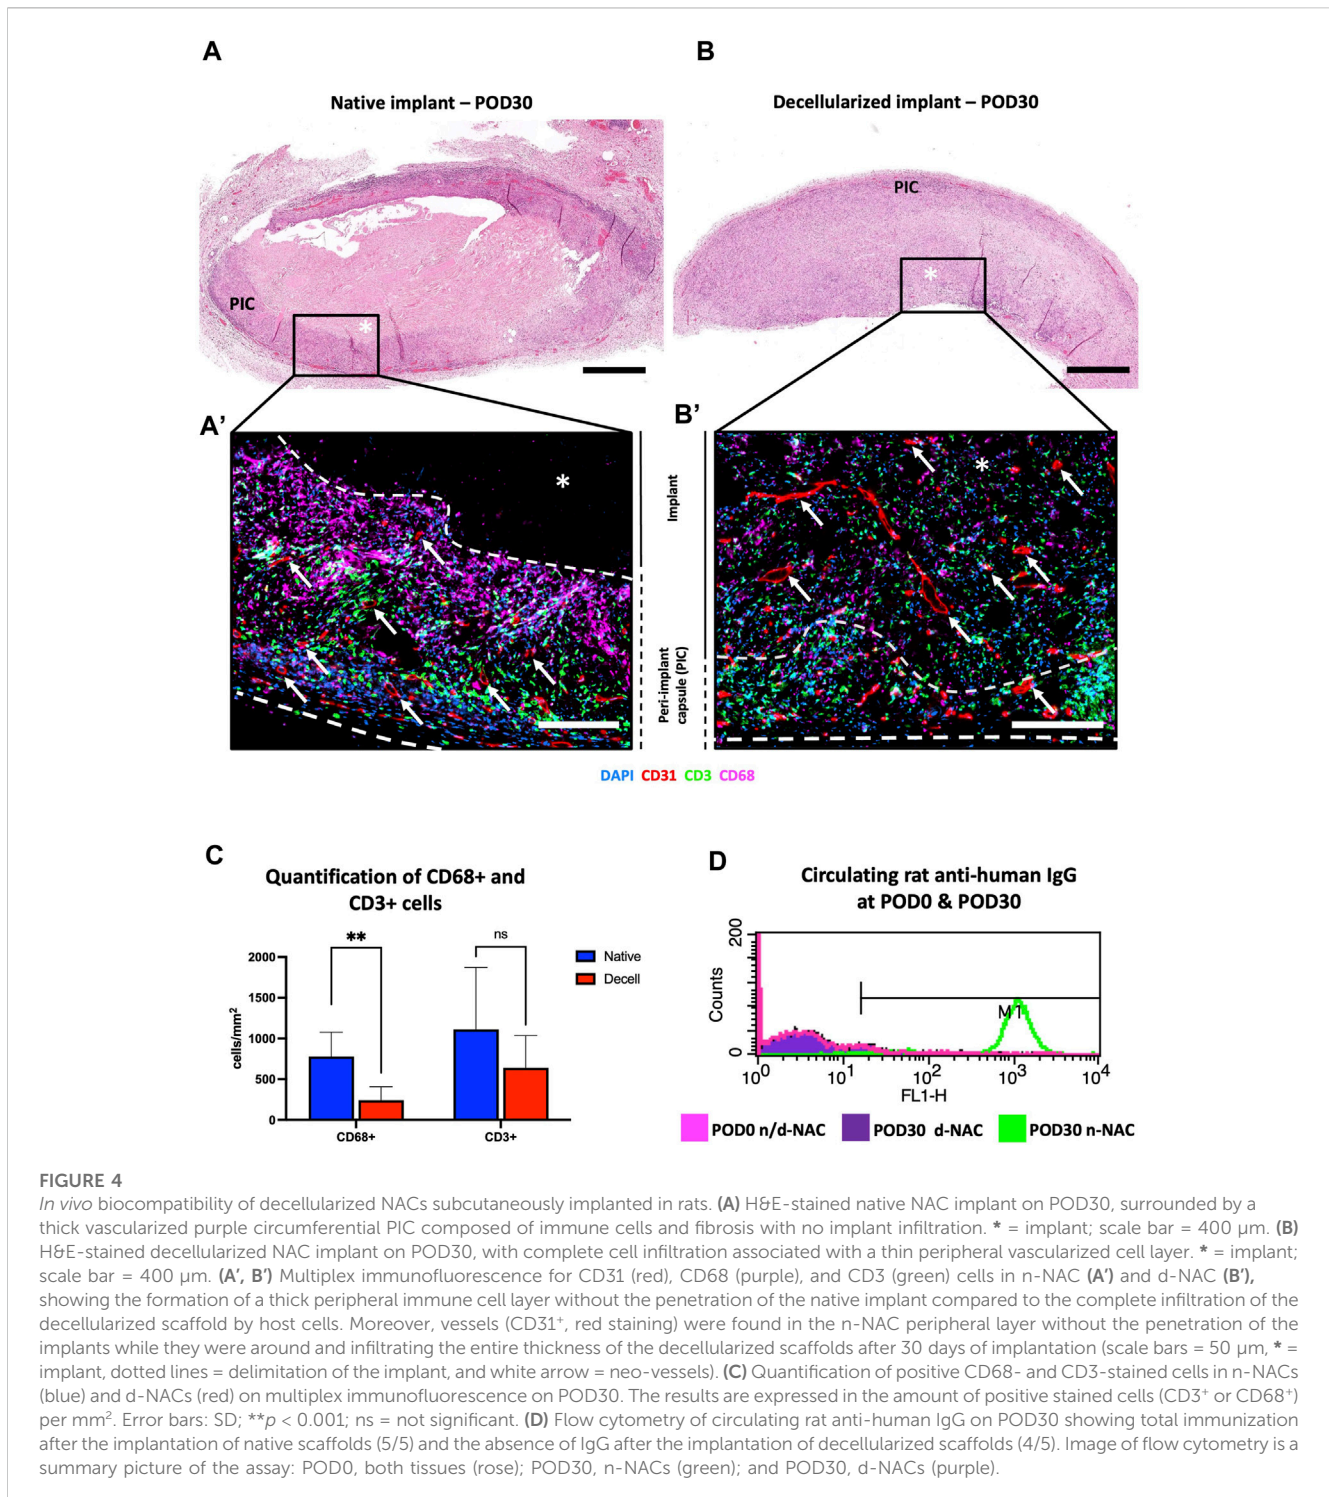 A
B
Native implant – POD30
Decellularized implant – POD30
PIC
*
PIC
*
A'
B'
*
*
Implant
Peri-implant
capsule (PIC)
DAPI CD31 CD3 CD68
C
Quantification of CD68+ and
CD3+ cells
**
ns
Native
Decell
cells/mm²
2000
1500
1000
500
0
CD68+
CD3+
D
Circulating rat anti-human IgG
at POD0 & POD30
Counts
200
0
M1
10⁰
10¹
10²
10³
10⁴
FL1-H
POD0 n/d-NAC
POD30 d-NAC
POD30 n-NAC
FIGURE 4
In vivo biocompatibility of decellularized NACs subcutaneously implanted in rats. (A) H&E-stained native NAC implant on POD30, surrounded by a
thick vascularized purple circumferential PIC composed of immune cells and fibrosis with no implant infiltration. * = implant; scale bar = 400 µm. (B)
H&E-stained decellularized NAC implant on POD30, with complete cell infiltration associated with a thin peripheral vascularized cell layer. * = implant;
scale bar = 400 µm. (A′, B′) Multiplex immunofluorescence for CD31 (red), CD68 (purple), and CD3 (green) cells in n-NAC (A′) and d-NAC (B′),
showing the formation of a thick peripheral immune cell layer without the penetration of the native implant compared to the complete infiltration of the
decellularized scaffold by host cells. Moreover, vessels (CD31⁺, red staining) were found in the n-NAC peripheral layer without the penetration of the
implants while they were around and infiltrating the entire thickness of the decellularized scaffolds after 30 days of implantation (scale bars = 50 µm, * =
implant, dotted lines = delimitation of the implant, and white arrow = neo-vessels). (C) Quantification of positive CD68- and CD3-stained cells in n-NACs
(blue) and d-NACs (red) on multiplex immunofluorescence on POD30. The results are expressed in the amount of positive stained cells (CD3⁺ or CD68⁺)
per mm². Error bars: SD; **p < 0.001; ns = not significant. (D) Flow cytometry of circulating rat anti-human IgG on POD30 showing total immunization
after the implantation of native scaffolds (5/5) and the absence of IgG after the implantation of decellularized scaffolds (4/5). Image of flow cytometry is a
summary picture of the assay: POD0, both tissues (rose); POD30, n-NACs (green); and POD30, d-NACs (purple).